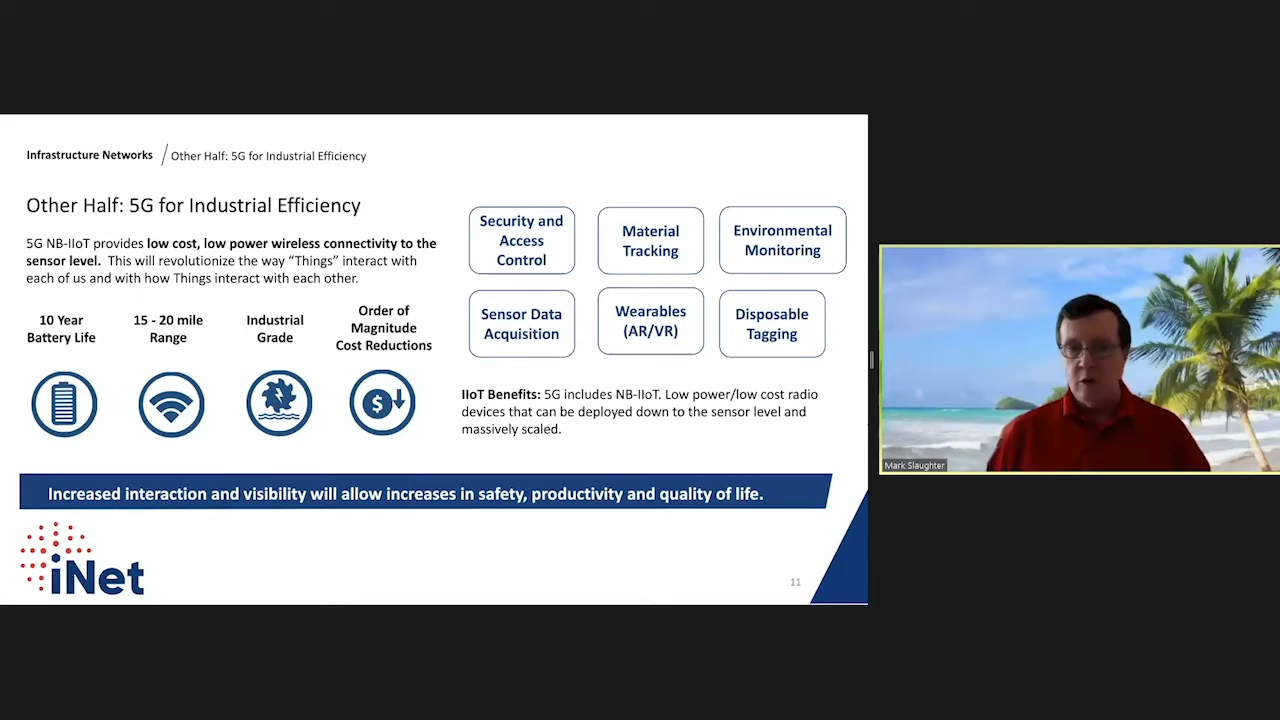 Infrastructure Networks / Other Half: 5G for Industrial Efficiency
Other Half: 5G for Industrial Efficiency
5G NB-IIoT provides low cost, low power wireless connectivity to the
sensor level. This will revolutionize the way “Things” interact with
each of us and with how Things interact with each other.
10 Year
Battery Life
15 - 20 mile
Range
Industrial
Grade
Order of
Magnitude
Cost Reductions
$
Security and
Access
Control
Material
Tracking
Environmental
Monitoring
Sensor Data
Acquisition
Wearables
(AR/VR)
Disposable
Tagging
IIoT Benefits: 5G includes NB-IIoT. Low power/low cost radio
devices that can be deployed down to the sensor level and
massively scaled.
Increased interaction and visibility will allow increases in safety, productivity and quality of life.
iNet
11
Mark Slaughter